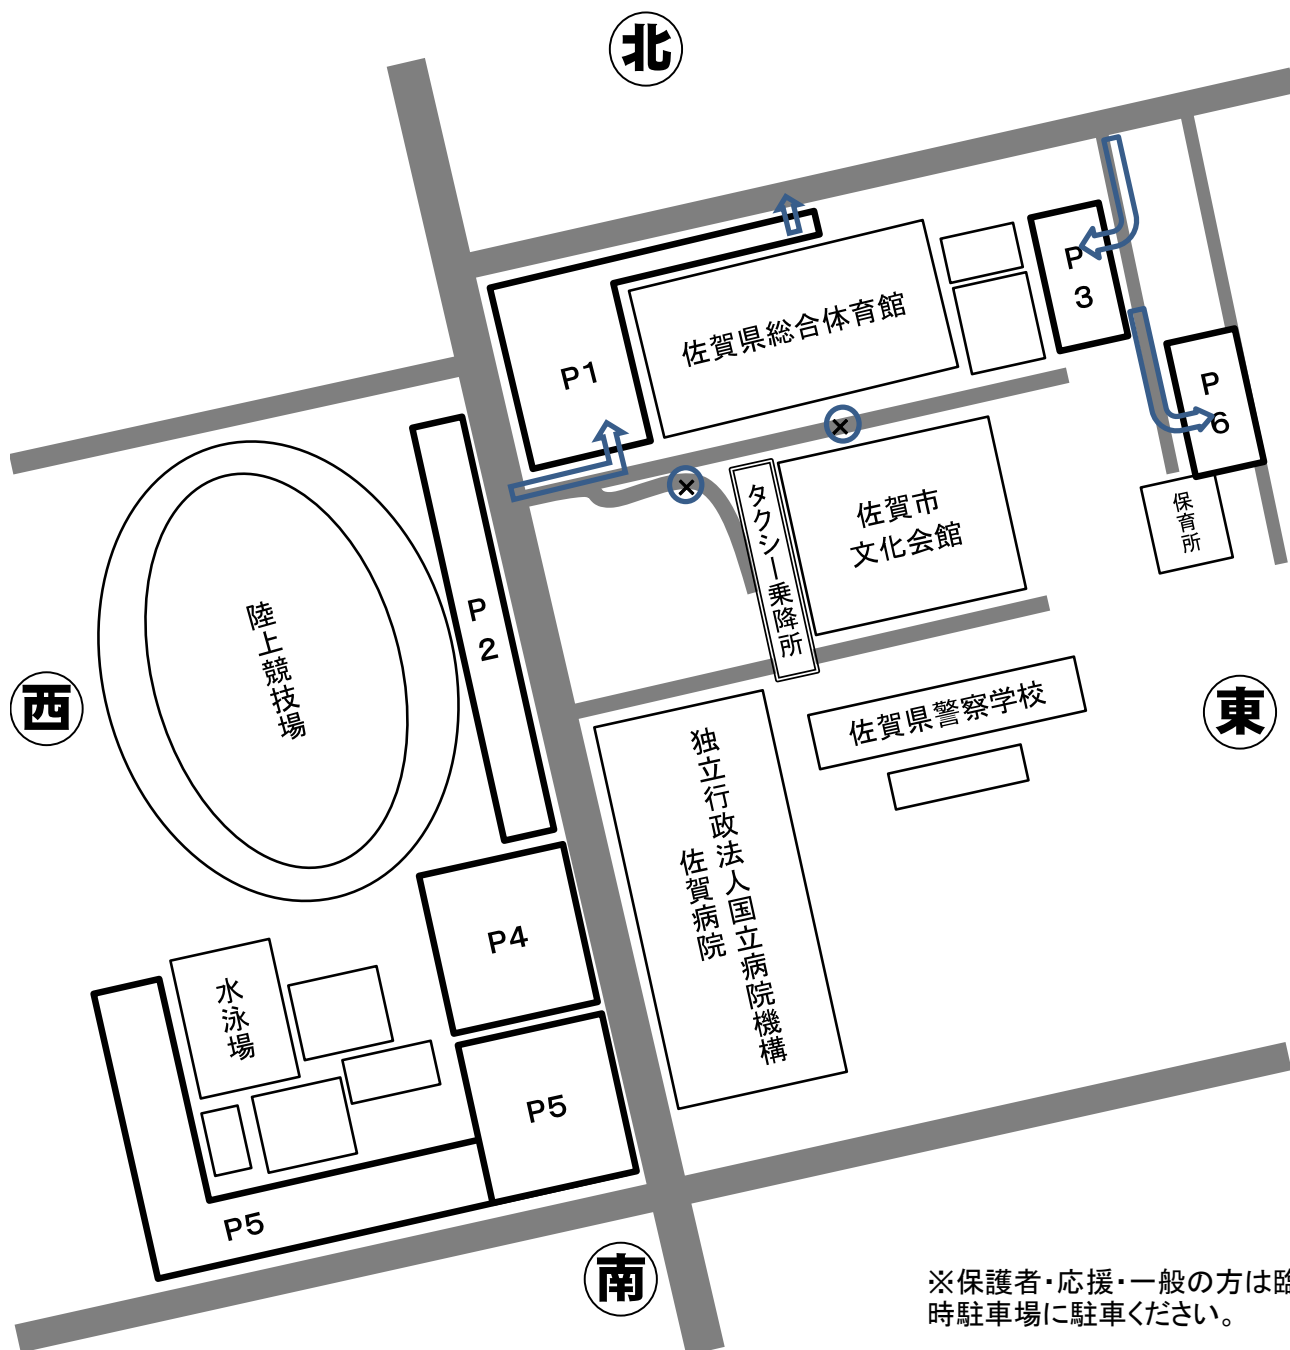 北
P
3
佐賀県総合体育館
P1
P
6
タクシー乗降所
佐賀市
文化会館
保育所
陸上競技場
P
2
西
東
佐賀県警察学校
独立行政法人国立病院機構
佐賀病院
P4
水泳場
P5
P5
南
※保護者・応援・一般の方は臨
時駐車場に駐車ください。